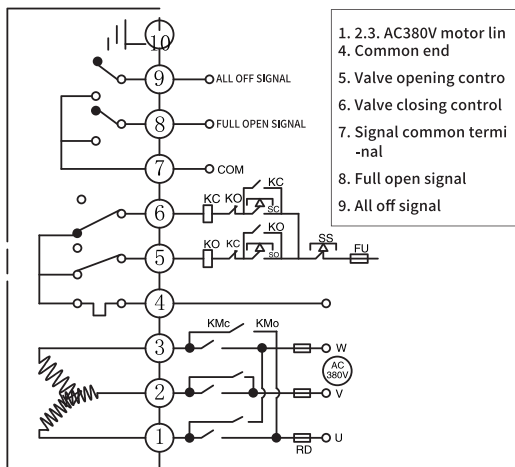 1. 2.3. AC380V motor lin
4. Common end
5. Valve opening contro
6. Valve closing control
7. Signal common termi
-nal
8. Full open signal
9. All off signal
10
9 ALL OFF SIGNAL
8 FULL OPEN SIGNAL
7 COM
KC
6 KC KO SC
KO
5 KO KC SO SS FU
4
KMc KMo
3 W
AC
380V
2 V
1 RD U